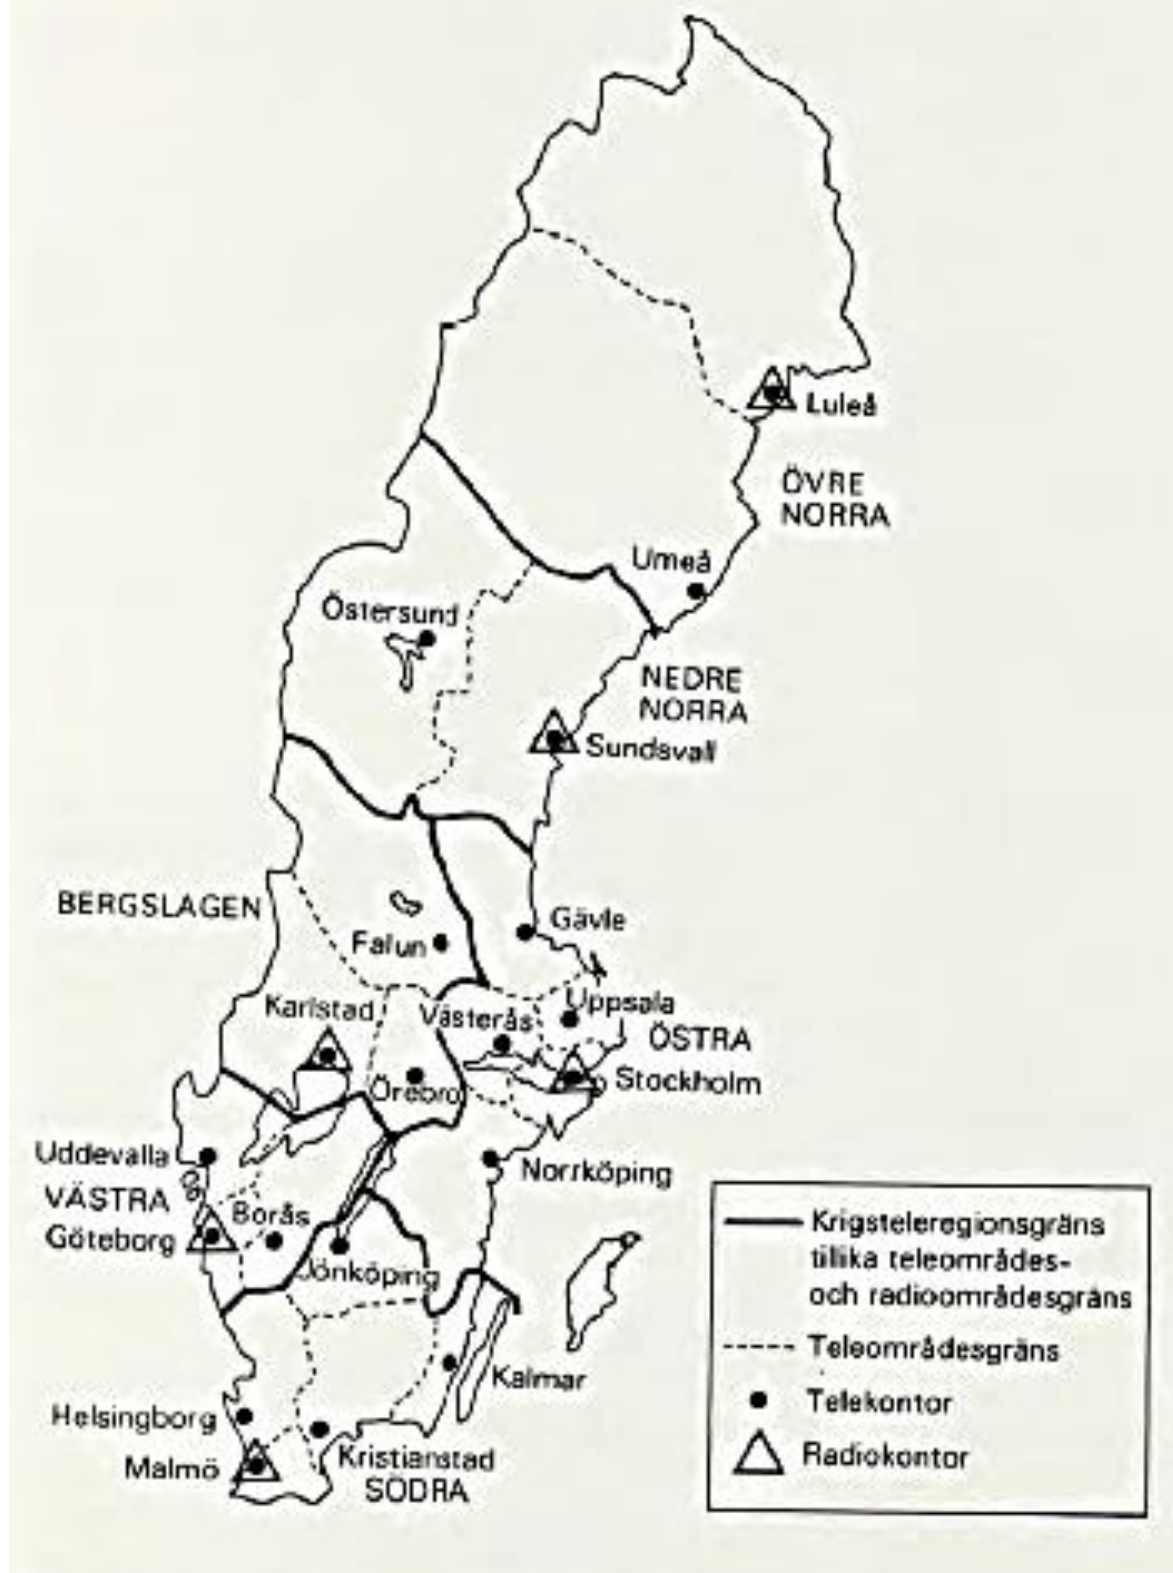 Luleå
ÖVRE
NORRA
Umeå
Östersund
NEDRE
NORRA
Sundsvall
BERGSLAGEN
Gävle
Falun
Karlstad
Västerås
Uppsala
ÖSTRA
Örebro
Stockholm
Uddevalla
Norrköping
VÄSTRA
Borås
Göteborg
Jönköping
Kalmar
Helsingborg
Malmö
Kristianstad
SÖDRA
Krigsteleregionsgräns
tillika teleområdes-
och radioområdesgräns
Teleområdesgräns
Telekontor
Radiokontor